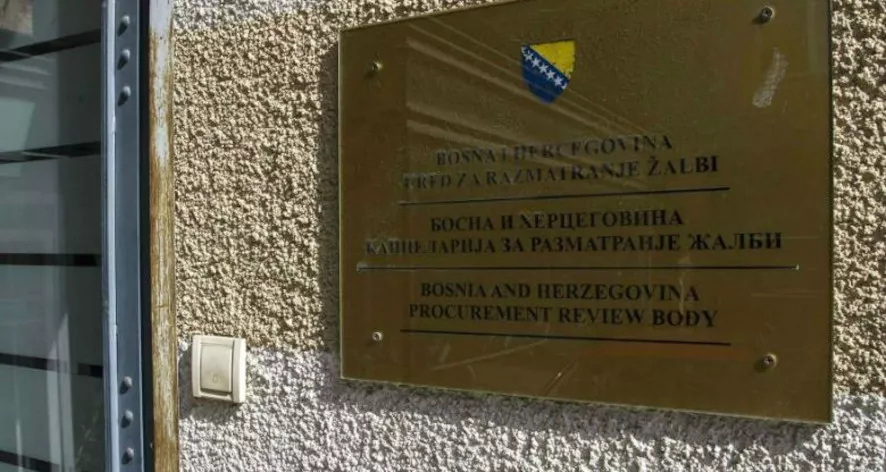 BOSNA I HERCEGOVINA
URED ZA RAZMATRANJE ŽALBI
БОСНА И ХЕРЦЕГОВИНА
КАНЦЕЛАРИЈА ЗА РАЗМАТРАЊЕ ЖАЛБИ
BOSNIA AND HERZEGOVINA
PROCUREMENT REVIEW BODY